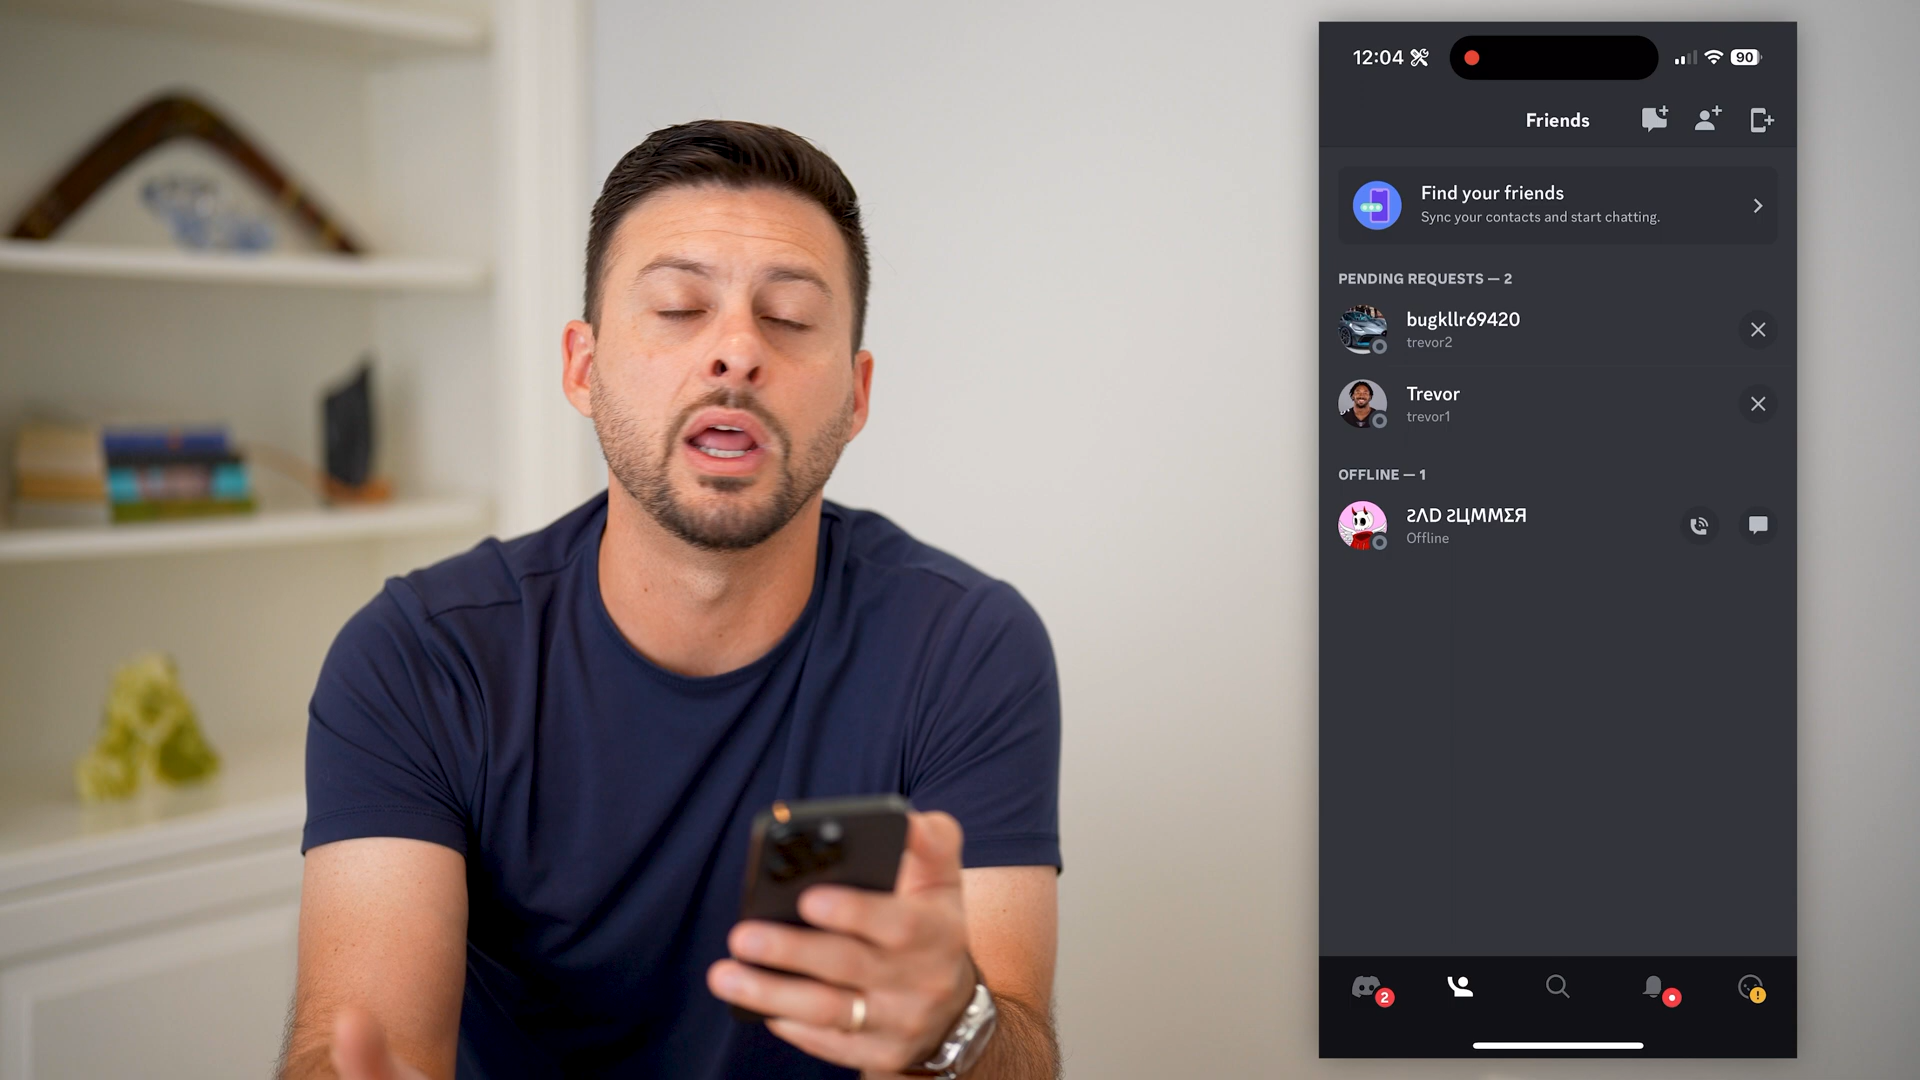 12:04
90
Friends
Find your friends
Sync your contacts and start chatting.
PENDING REQUESTS — 2
bugkllr69420
trevor2
Trevor
trevor1
OFFLINE — 1
ƧΛD ƧЦMMΣЯ
Offline
2